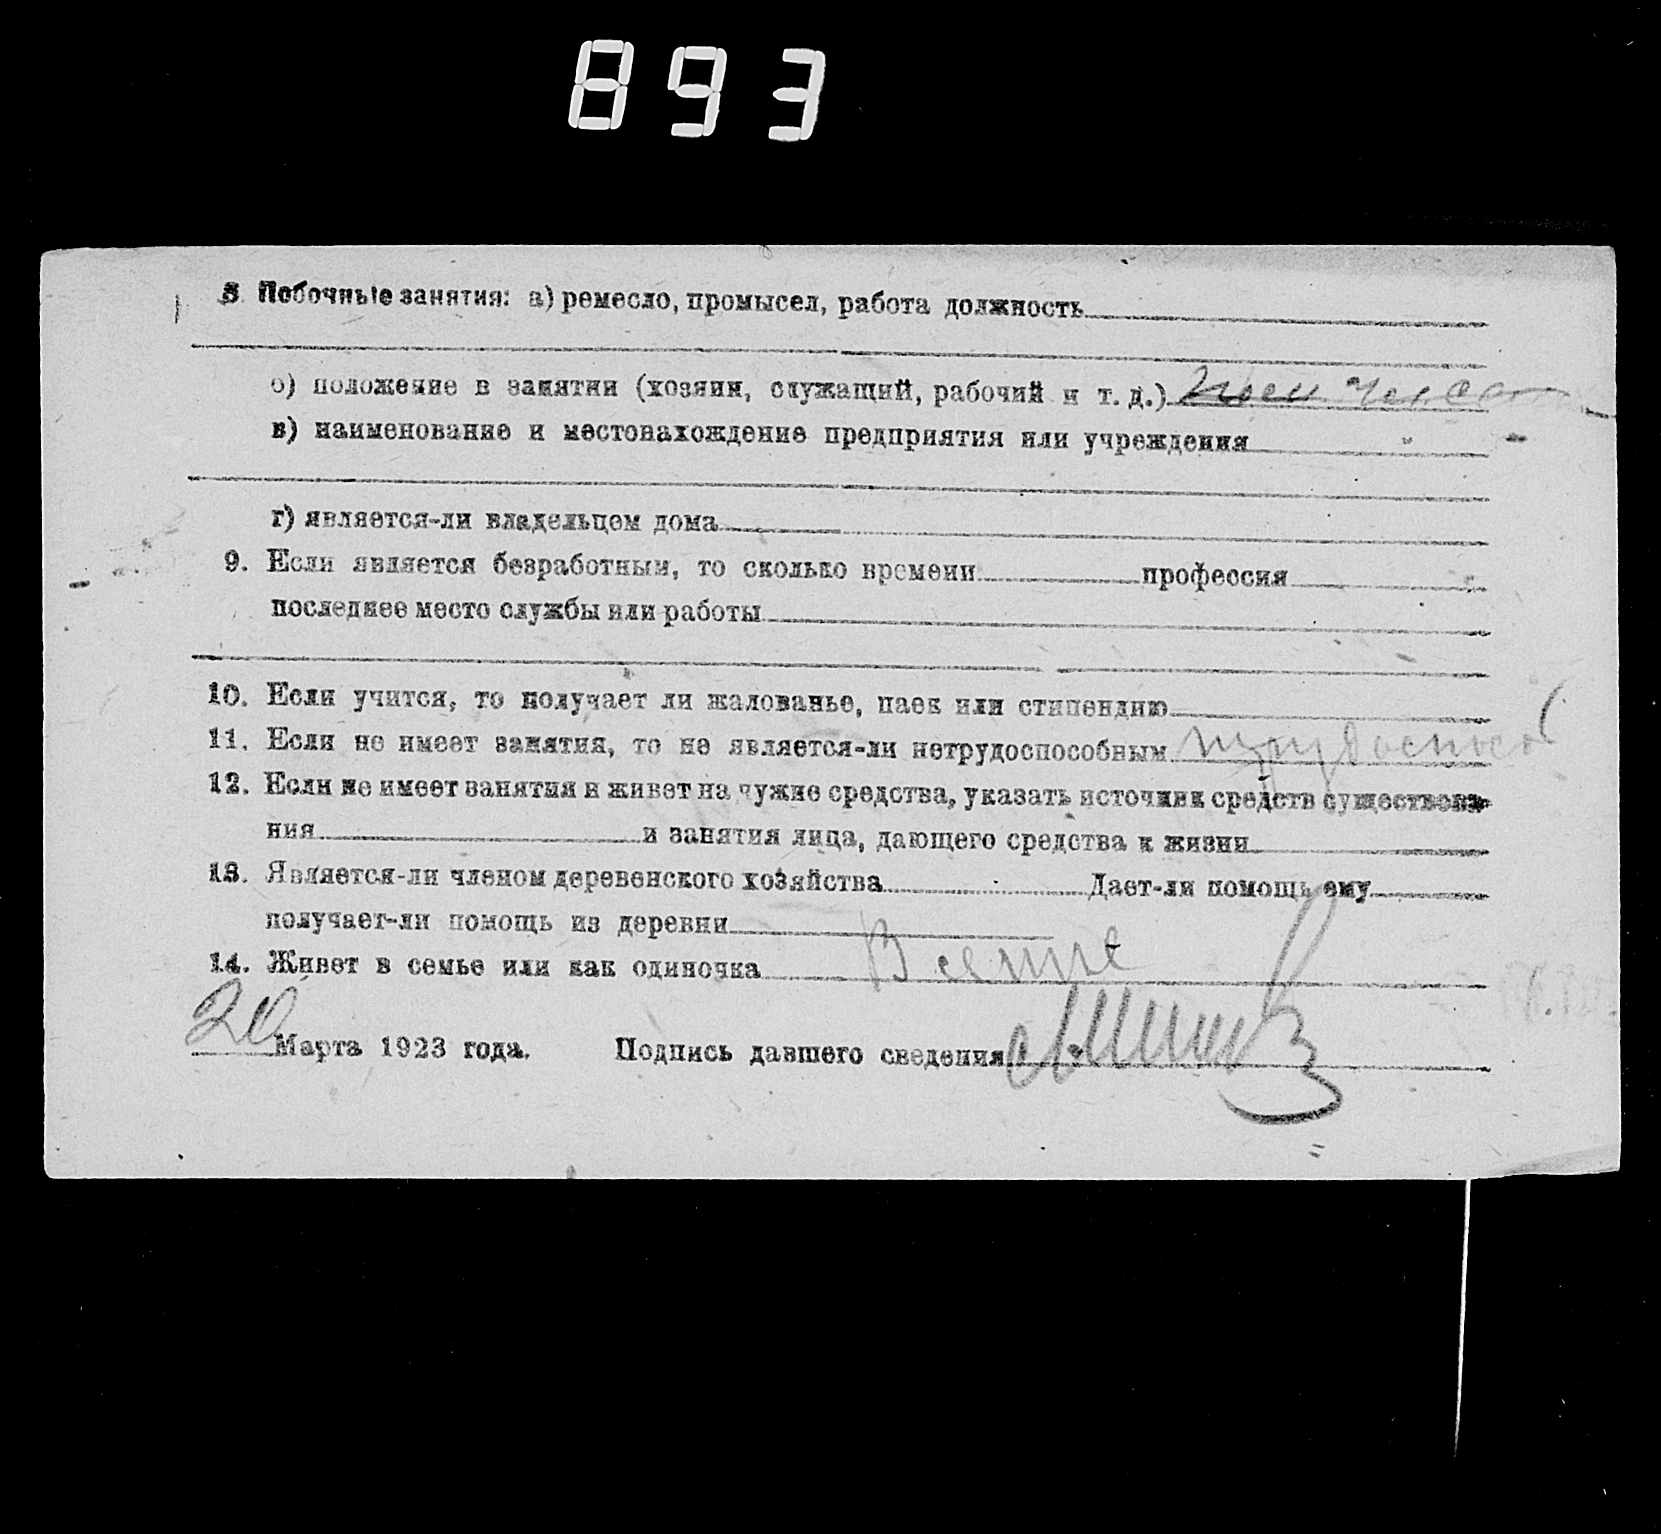 893
8 Побочные занятия: а) ремесло, промысел, работа должность
б) положение в занятии (хозяин, служащий, рабочий и т. д.)
в) наименование и местонахождение предприятия или учреждения
г) является-ли владельцем дома
9. Если является безработным, то сколько времени профессия
последнее место службы или работы
10. Если учится, то получает ли жалованье, паек или стипендию
11. Если не имеет занятия, то не является-ли нетрудоспособным трудоспособ
12. Если не имеет занятия и живет на чужие средства, указать источник средств существова-
ния и занятия лица, дающего средства к жизни
13. Является-ли членом деревенского хозяйства Дает-ли помощь ему
получает-ли помощь из деревни
14. Живет в семье или как одиночка В семье
20 Марта 1923 года. Подпись давшего сведения